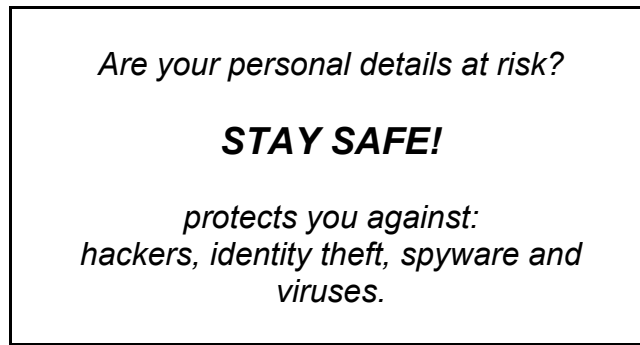 Are your personal details at risk?
STAY SAFE!
protects you against:
hackers, identity theft, spyware and
viruses.